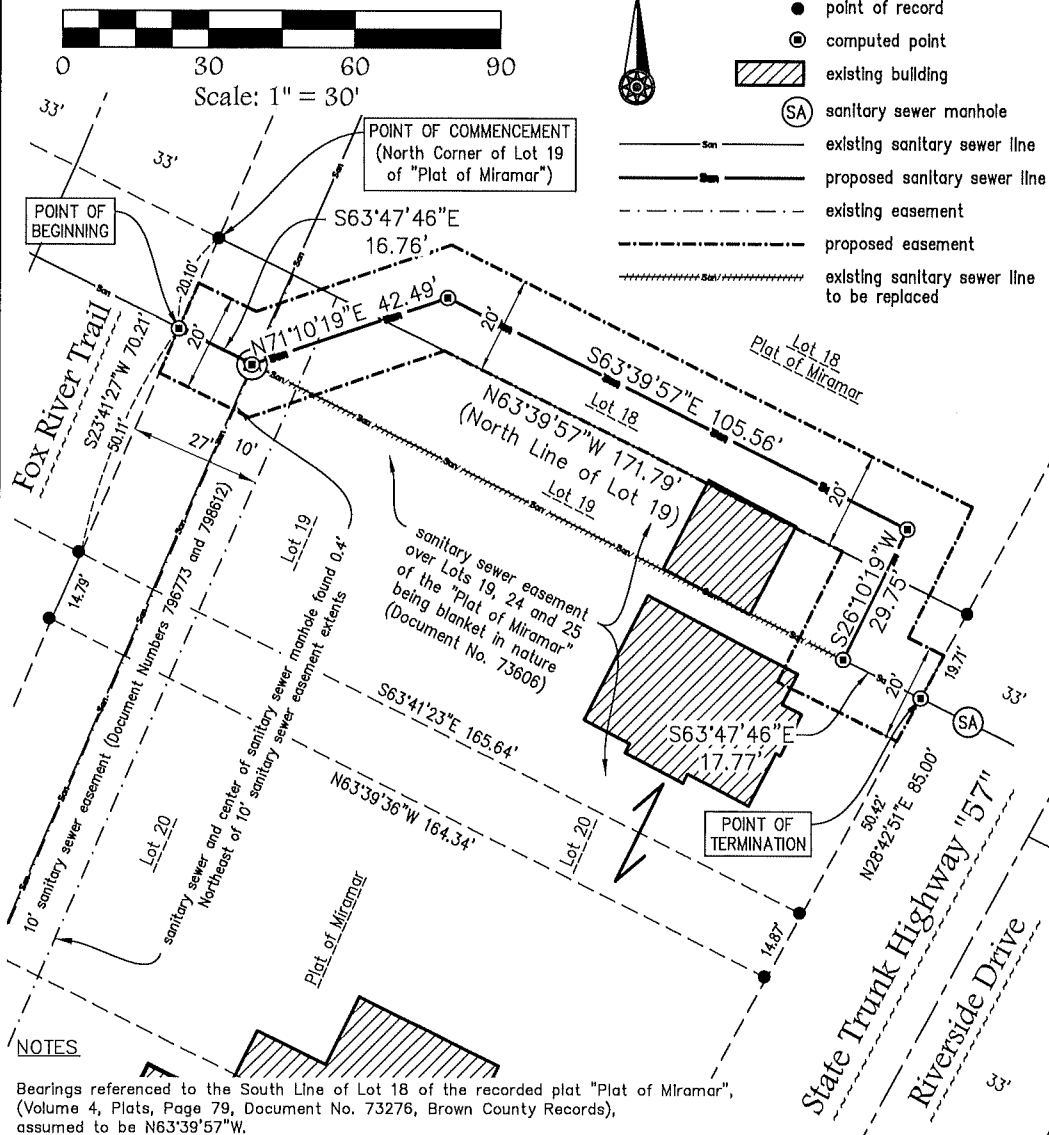 0 30 60 90
Scale: 1" = 30'
point of record
computed point
existing building
SA
sanitary sewer manhole
San
existing sanitary sewer line
San
proposed sanitary sewer line
existing easement
proposed easement
San
existing sanitary sewer line
to be replaced
33'
33'
POINT OF COMMENCEMENT
(North Corner of Lot 19
of "Plat of Miramar")
POINT OF
BEGINNING
S63°47'46"E
16.76'
San
San
San
20.10'
20'
N71°10'19"E 42.49'
San
San
20'
S63°39'57"E 105.56'
Lot 18
Plat of Miramar
Lot 18
N63°39'57"W 171.79'
(North Line of Lot 19)
Lot 19
20'
Fox River Trail
S23°41'27"W 70.21'
50.11'
27'
10'
Lot 19
14.79'
sanitary sewer easement
over Lots 19, 24 and 25
of the "Plat of Miramar"
being blanket in nature
(Document No. 73606)
S26°10'19"W
29.75'
19.71'
20'
33'
SA
S63°47'46"E
17.77'
POINT OF
TERMINATION
50.42'
N28°42'51"E 85.00'
S63°41'23"E 165.64'
N63°39'36"W 164.34'
Lot 20
Lot 20
14.87'
10' sanitary sewer easement (Document Numbers 796773 and 798612)
sanitary sewer and center of sanitary sewer manhole found 0.4'
Northeast of 10' sanitary sewer easement extents
Plat of Miramar
State Trunk Highway "57"
Riverside Drive
33'
NOTES
Bearings referenced to the South Line of Lot 18 of the recorded plat "Plat of Miramar",
(Volume 4, Plats, Page 79, Document No. 73276, Brown County Records),
assumed to be N63°39'57"W.